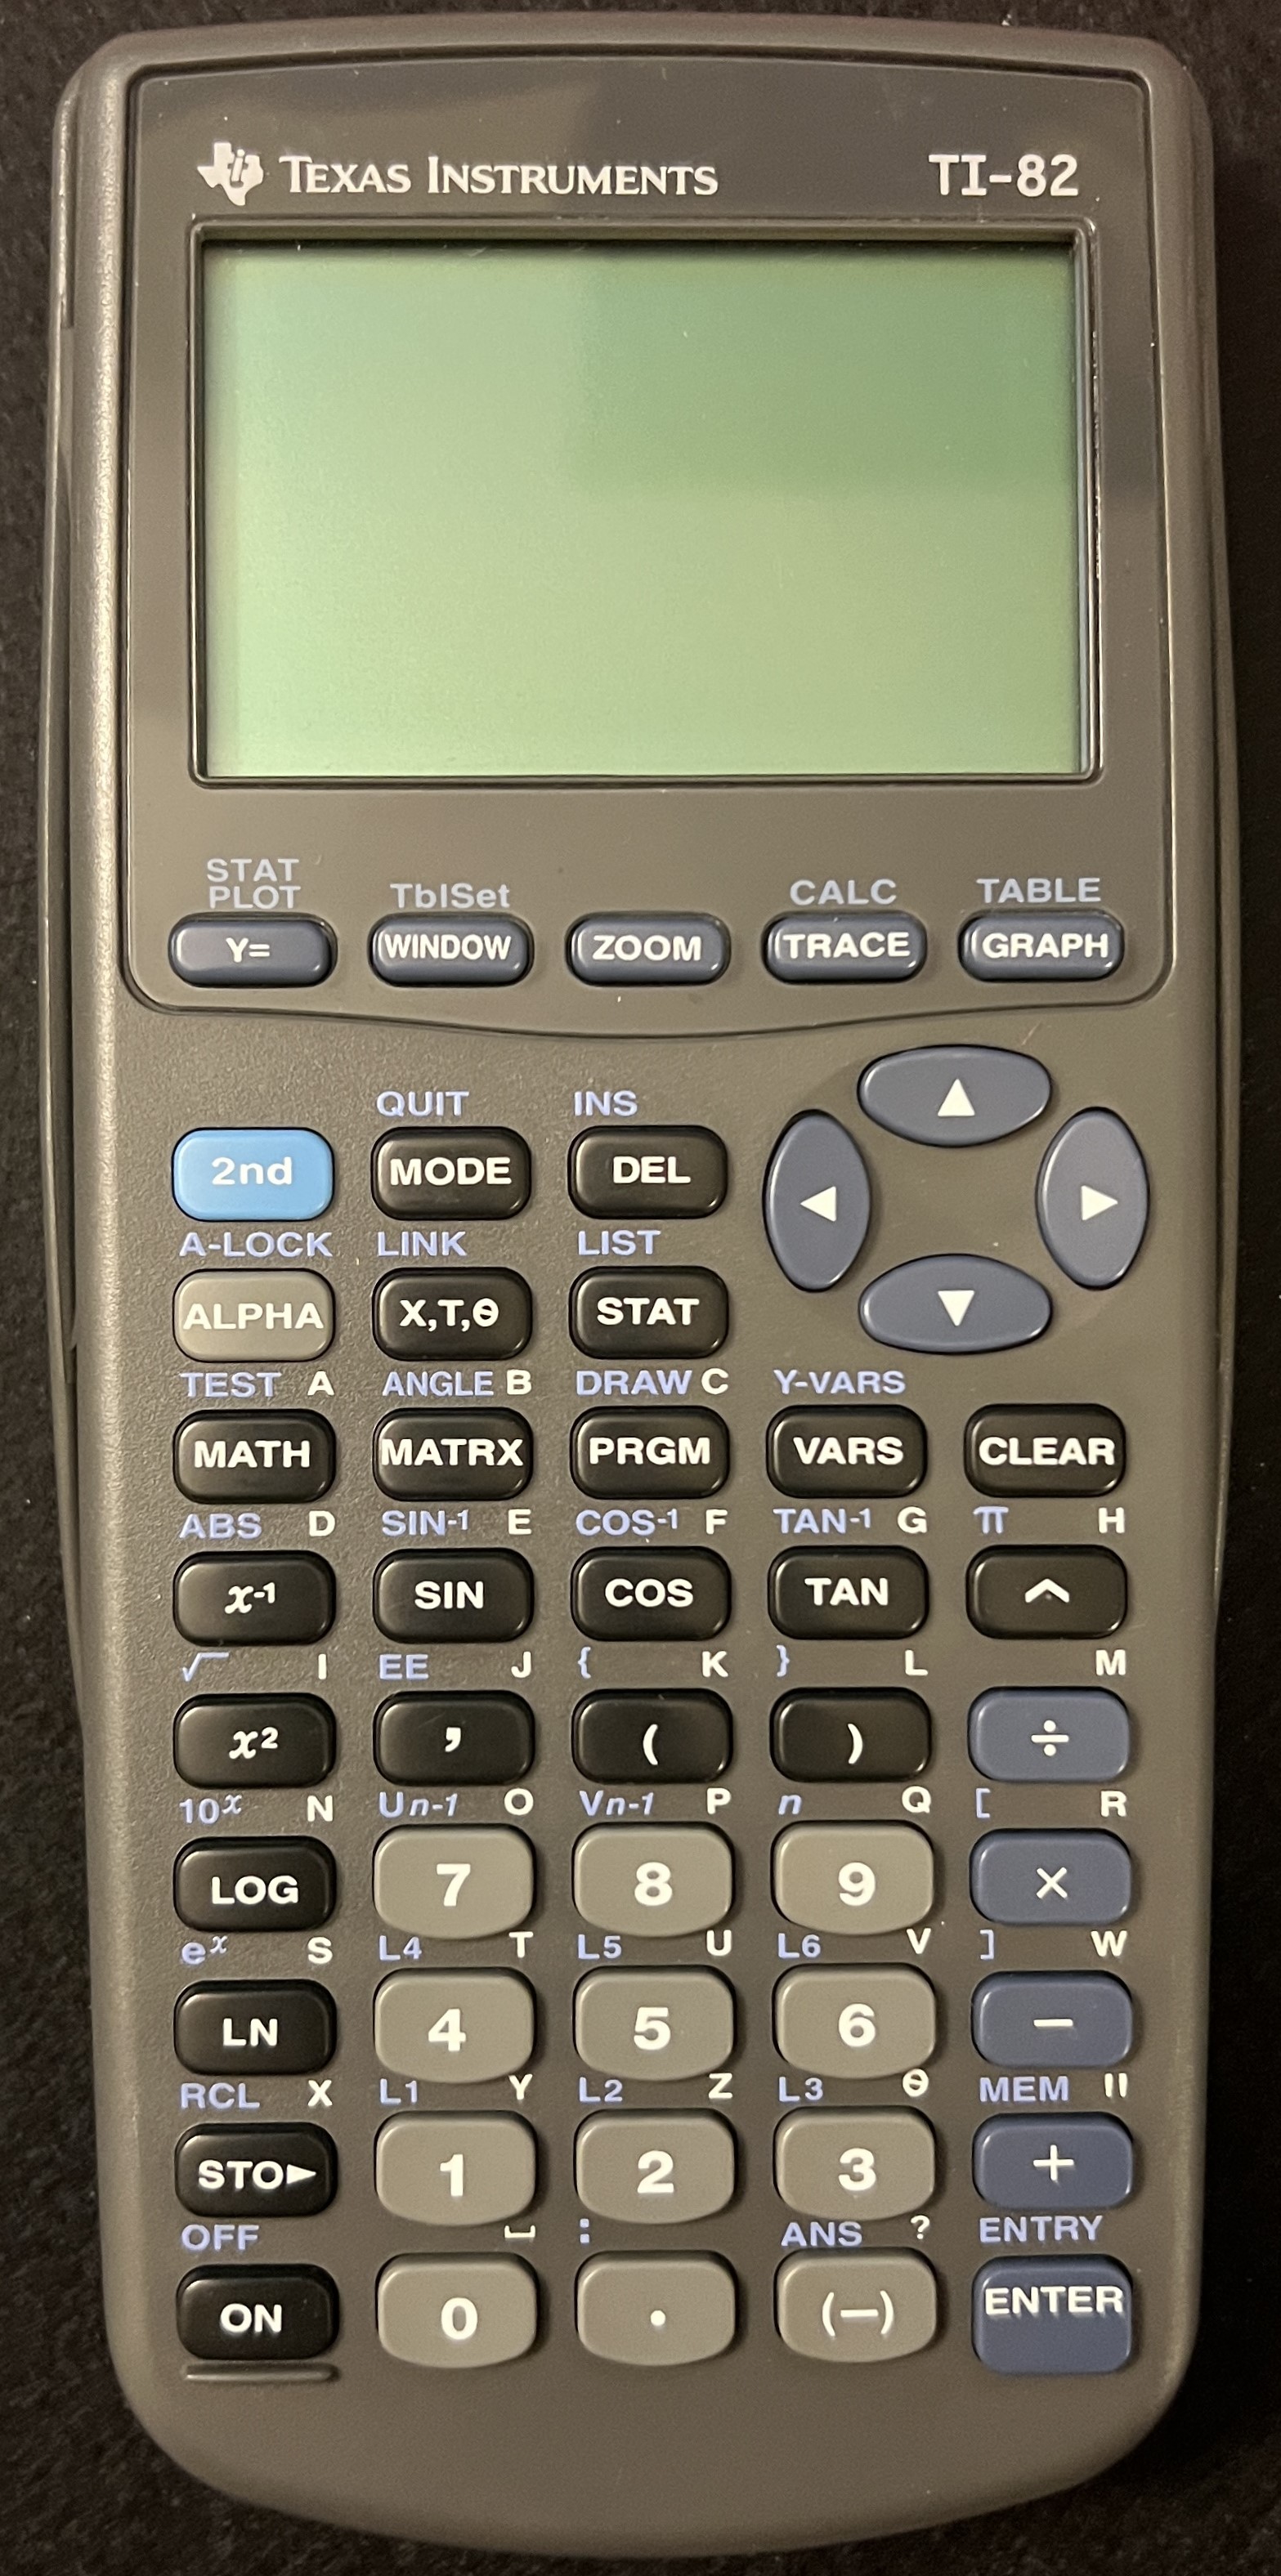 TEXAS INSTRUMENTS TI-82
STAT
PLOT TblSet CALC TABLE
Y= WINDOW ZOOM TRACE GRAPH
QUIT INS
2nd MODE DEL
A-LOCK LINK LIST
ALPHA X,T,θ STAT
TEST A ANGLE B DRAW C Y-VARS
MATH MATRX PRGM VARS CLEAR
ABS D SIN-1 E COS-1 F TAN-1 G π H
x-1 SIN COS TAN ^
√ I EE J { K } L M
x2 , ( ) ÷
10x N Un-1 O Vn-1 P n Q [ R
LOG 7 8 9 ×
ex S L4 T L5 U L6 V ] W
LN 4 5 6 −
RCL X L1 Y L2 Z L3 θ MEM "
STO► 1 2 3 +
OFF ␣ : ANS ? ENTRY
ON 0 . (−) ENTER